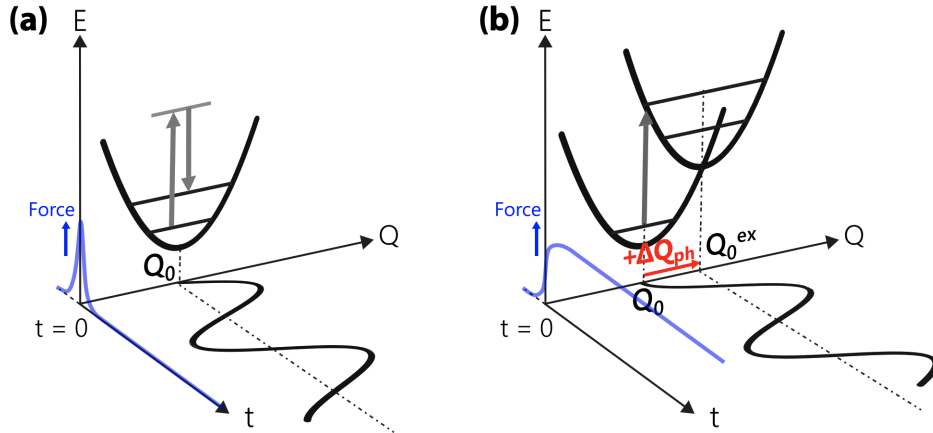 (a)
E
Force
Q
Q₀
t = 0
t
(b)
E
Force
Q
+ΔQₚₕ
Q₀ᵉˣ
Q₀
t = 0
t